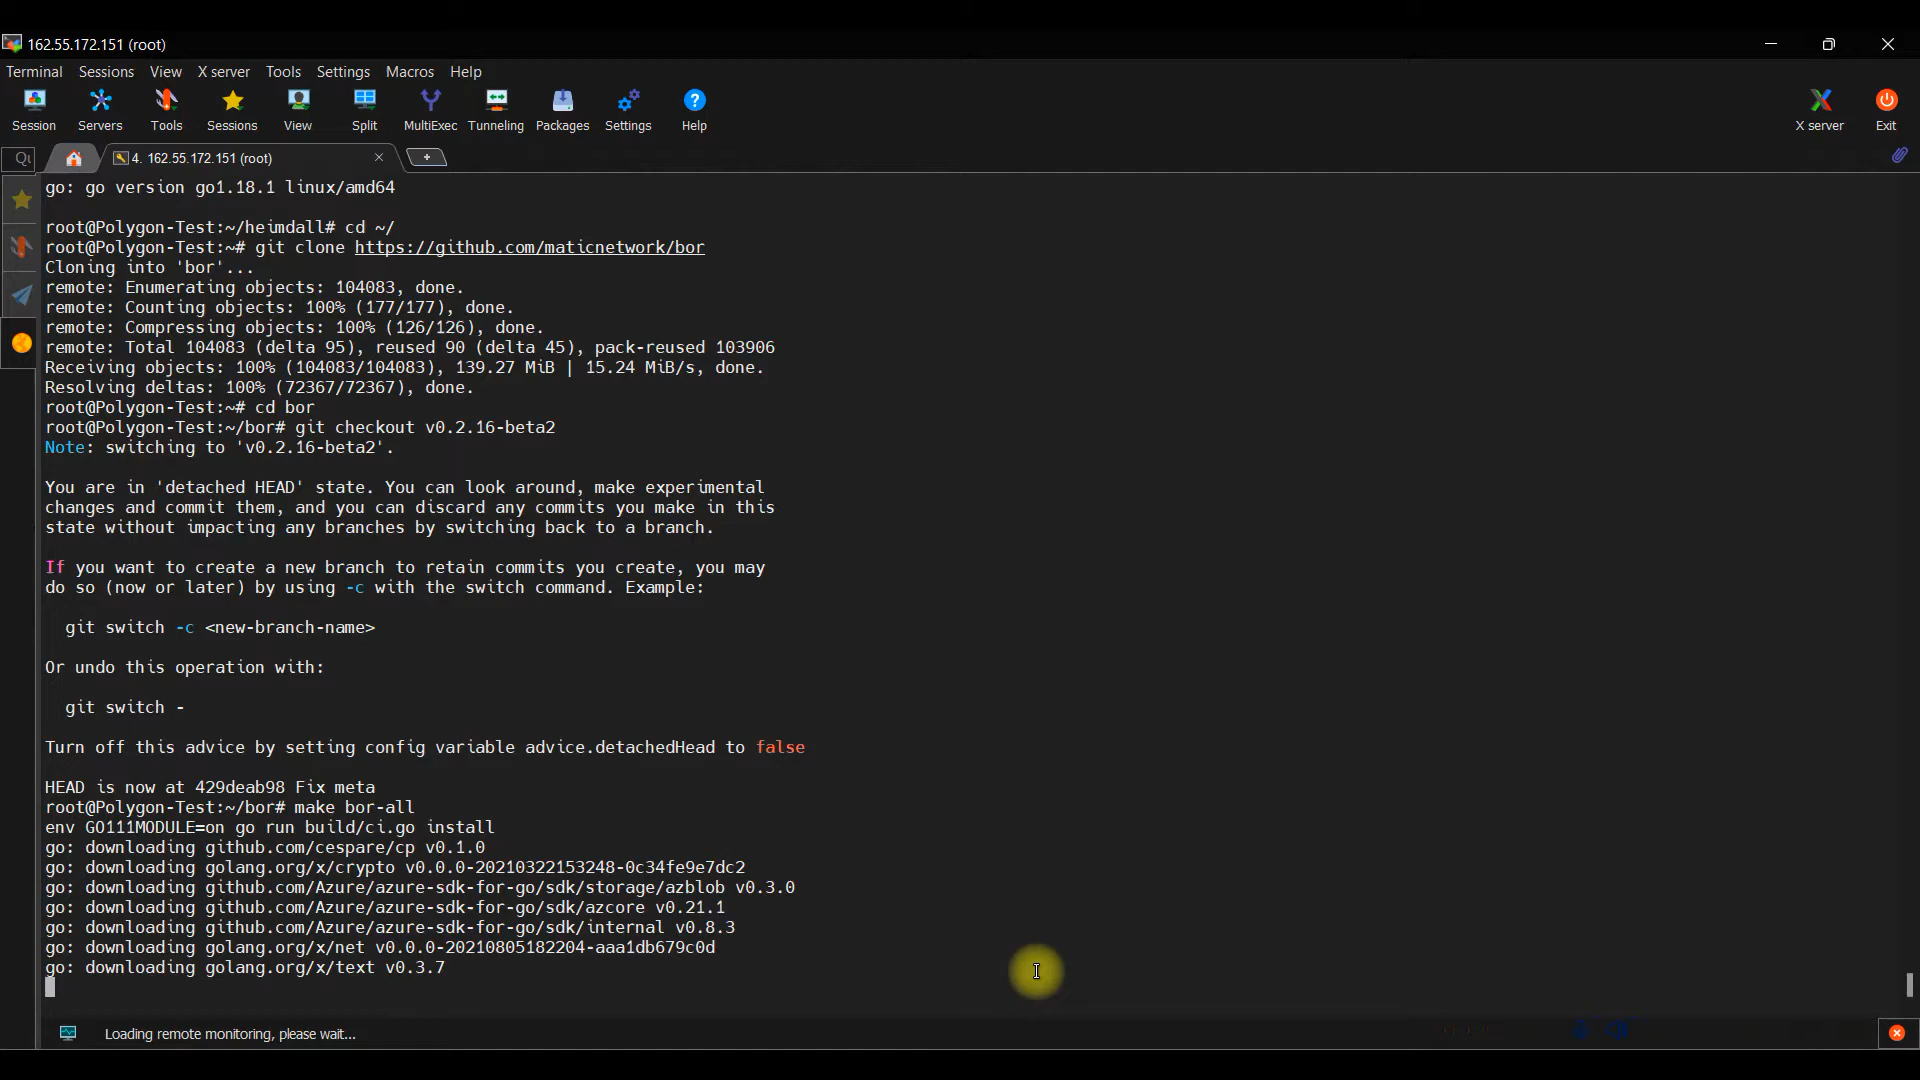 162.55.172.151 (root)
Terminal Sessions View X server Tools Settings Macros Help
Session Servers Tools Sessions View Split MultiExec Tunneling Packages Settings Help X server Exit
4. 162.55.172.151 (root)
go: go version go1.18.1 linux/amd64
root@Polygon-Test:~/heimdall# cd ~/
root@Polygon-Test:~# git clone https://github.com/maticnetwork/bor
Cloning into 'bor'...
remote: Enumerating objects: 104083, done.
remote: Counting objects: 100% (177/177), done.
remote: Compressing objects: 100% (126/126), done.
remote: Total 104083 (delta 95), reused 90 (delta 45), pack-reused 103906
Receiving objects: 100% (104083/104083), 139.27 MiB | 15.24 MiB/s, done.
Resolving deltas: 100% (72367/72367), done.
root@Polygon-Test:~# cd bor
root@Polygon-Test:~/bor# git checkout v0.2.16-beta2
Note: switching to 'v0.2.16-beta2'.
You are in 'detached HEAD' state. You can look around, make experimental
changes and commit them, and you can discard any commits you make in this
state without impacting any branches by switching back to a branch.
If you want to create a new branch to retain commits you create, you may
do so (now or later) by using -c with the switch command. Example:
git switch -c <new-branch-name>
Or undo this operation with:
git switch -
Turn off this advice by setting config variable advice.detachedHead to false
HEAD is now at 429deab98 Fix meta
root@Polygon-Test:~/bor# make bor-all
env GO111MODULE=on go run build/ci.go install
go: downloading github.com/cespare/cp v0.1.0
go: downloading golang.org/x/crypto v0.0.0-20210322153248-0c34fe9e7dc2
go: downloading github.com/Azure/azure-sdk-for-go/sdk/storage/azblob v0.3.0
go: downloading github.com/Azure/azure-sdk-for-go/sdk/azcore v0.21.1
go: downloading github.com/Azure/azure-sdk-for-go/sdk/internal v0.8.3
go: downloading golang.org/x/net v0.0.0-20210805182204-aaa1db679c0d
go: downloading golang.org/x/text v0.3.7
Loading remote monitoring, please wait...